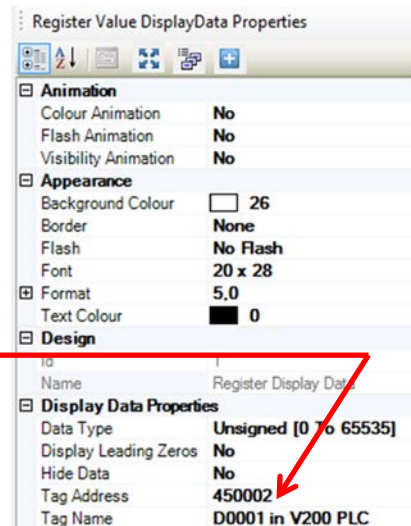 Register Value DisplayData Properties
Animation
Colour Animation No
Flash Animation No
Visibility Animation No
Appearance
Background Colour 26
Border None
Flash No Flash
Font 20 x 28
Format 5,0
Text Colour 0
Design
Id 1
Name Register Display Data
Display Data Properties
Data Type Unsigned [0 To 65535]
Display Leading Zeros No
Hide Data No
Tag Address 450002
Tag Name D0001 in V200 PLC